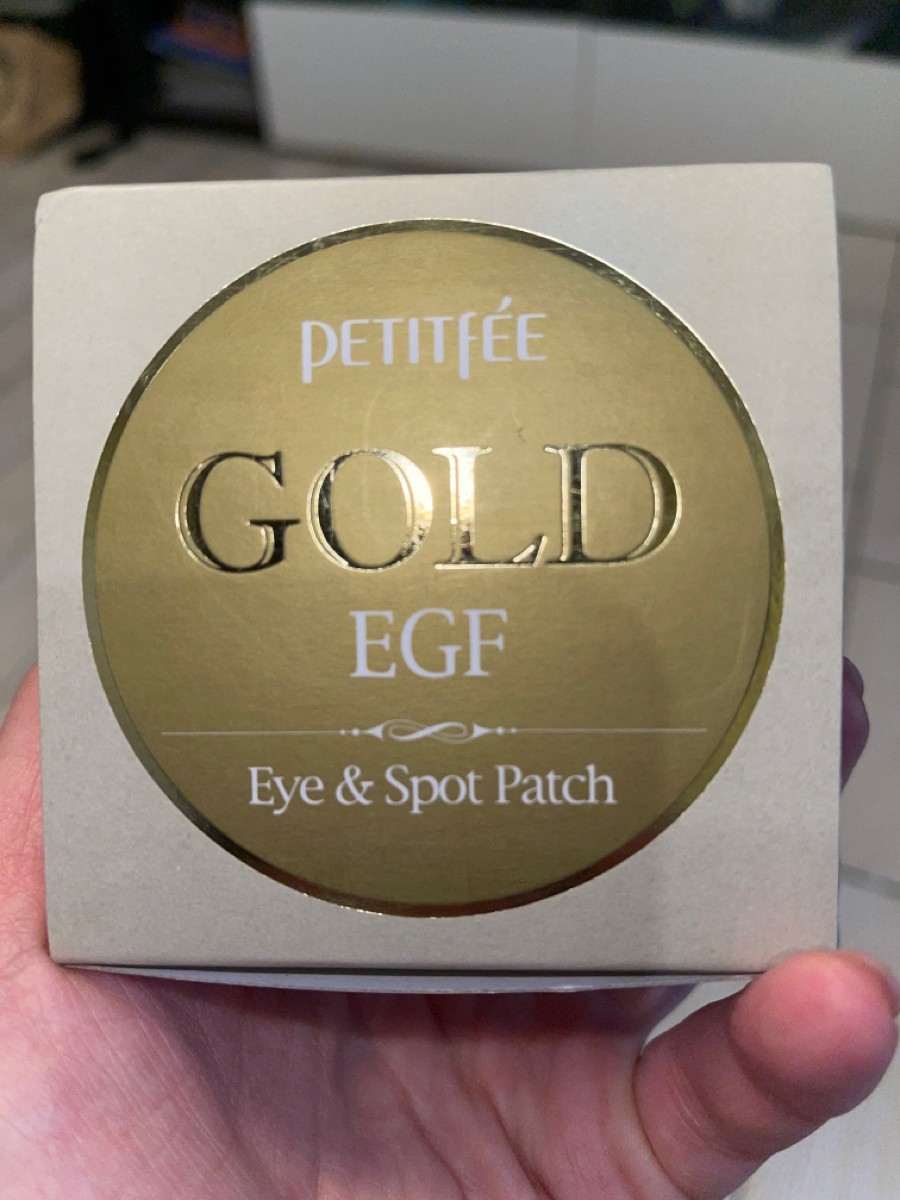 PETITFÉE
GOLD
EGF
Eye & Spot Patch